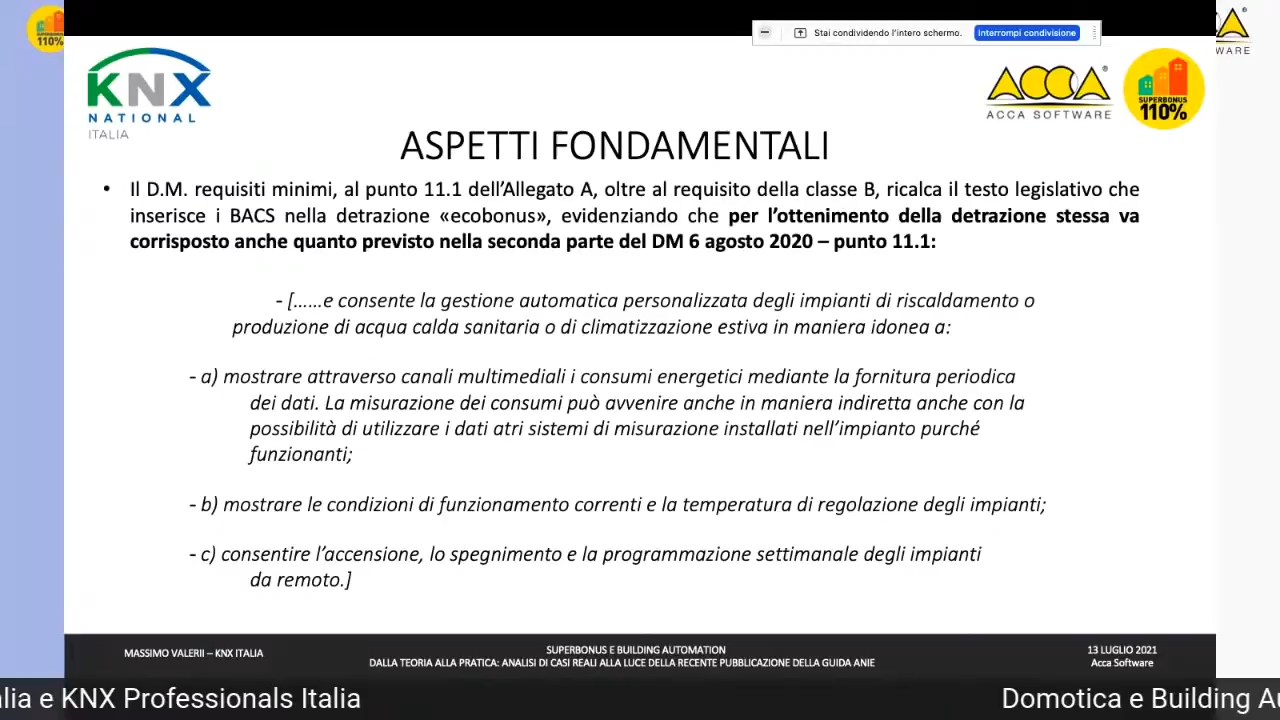 110%
Stai condividendo l'intero schermo.
Interrompi condivisione
WARE
KNX
NATIONAL
ITALIA
ACCA
®
ACCA SOFTWARE
SUPERBONUS
110%
ASPETTI FONDAMENTALI
• Il D.M. requisiti minimi, al punto 11.1 dell'Allegato A, oltre al requisito della classe B, ricalca il testo legislativo che
inserisce i BACS nella detrazione «ecobonus», evidenziando che per l'ottenimento della detrazione stessa va
corrisposto anche quanto previsto nella seconda parte del DM 6 agosto 2020 – punto 11.1:
- [……e consente la gestione automatica personalizzata degli impianti di riscaldamento o
produzione di acqua calda sanitaria o di climatizzazione estiva in maniera idonea a:
- a) mostrare attraverso canali multimediali i consumi energetici mediante la fornitura periodica
dei dati. La misurazione dei consumi può avvenire anche in maniera indiretta anche con la
possibilità di utilizzare i dati atri sistemi di misurazione installati nell'impianto purché
funzionanti;
- b) mostrare le condizioni di funzionamento correnti e la temperatura di regolazione degli impianti;
- c) consentire l'accensione, lo spegnimento e la programmazione settimanale degli impianti
da remoto.]
MASSIMO VALERII – KNX ITALIA
SUPERBONUS E BUILDING AUTOMATION
DALLA TEORIA ALLA PRATICA: ANALISI DI CASI REALI ALLA LUCE DELLA RECENTE PUBBLICAZIONE DELLA GUIDA ANIE
13 LUGLIO 2021
Acca Software
alia e KNX Professionals Italia
Domotica e Building Au